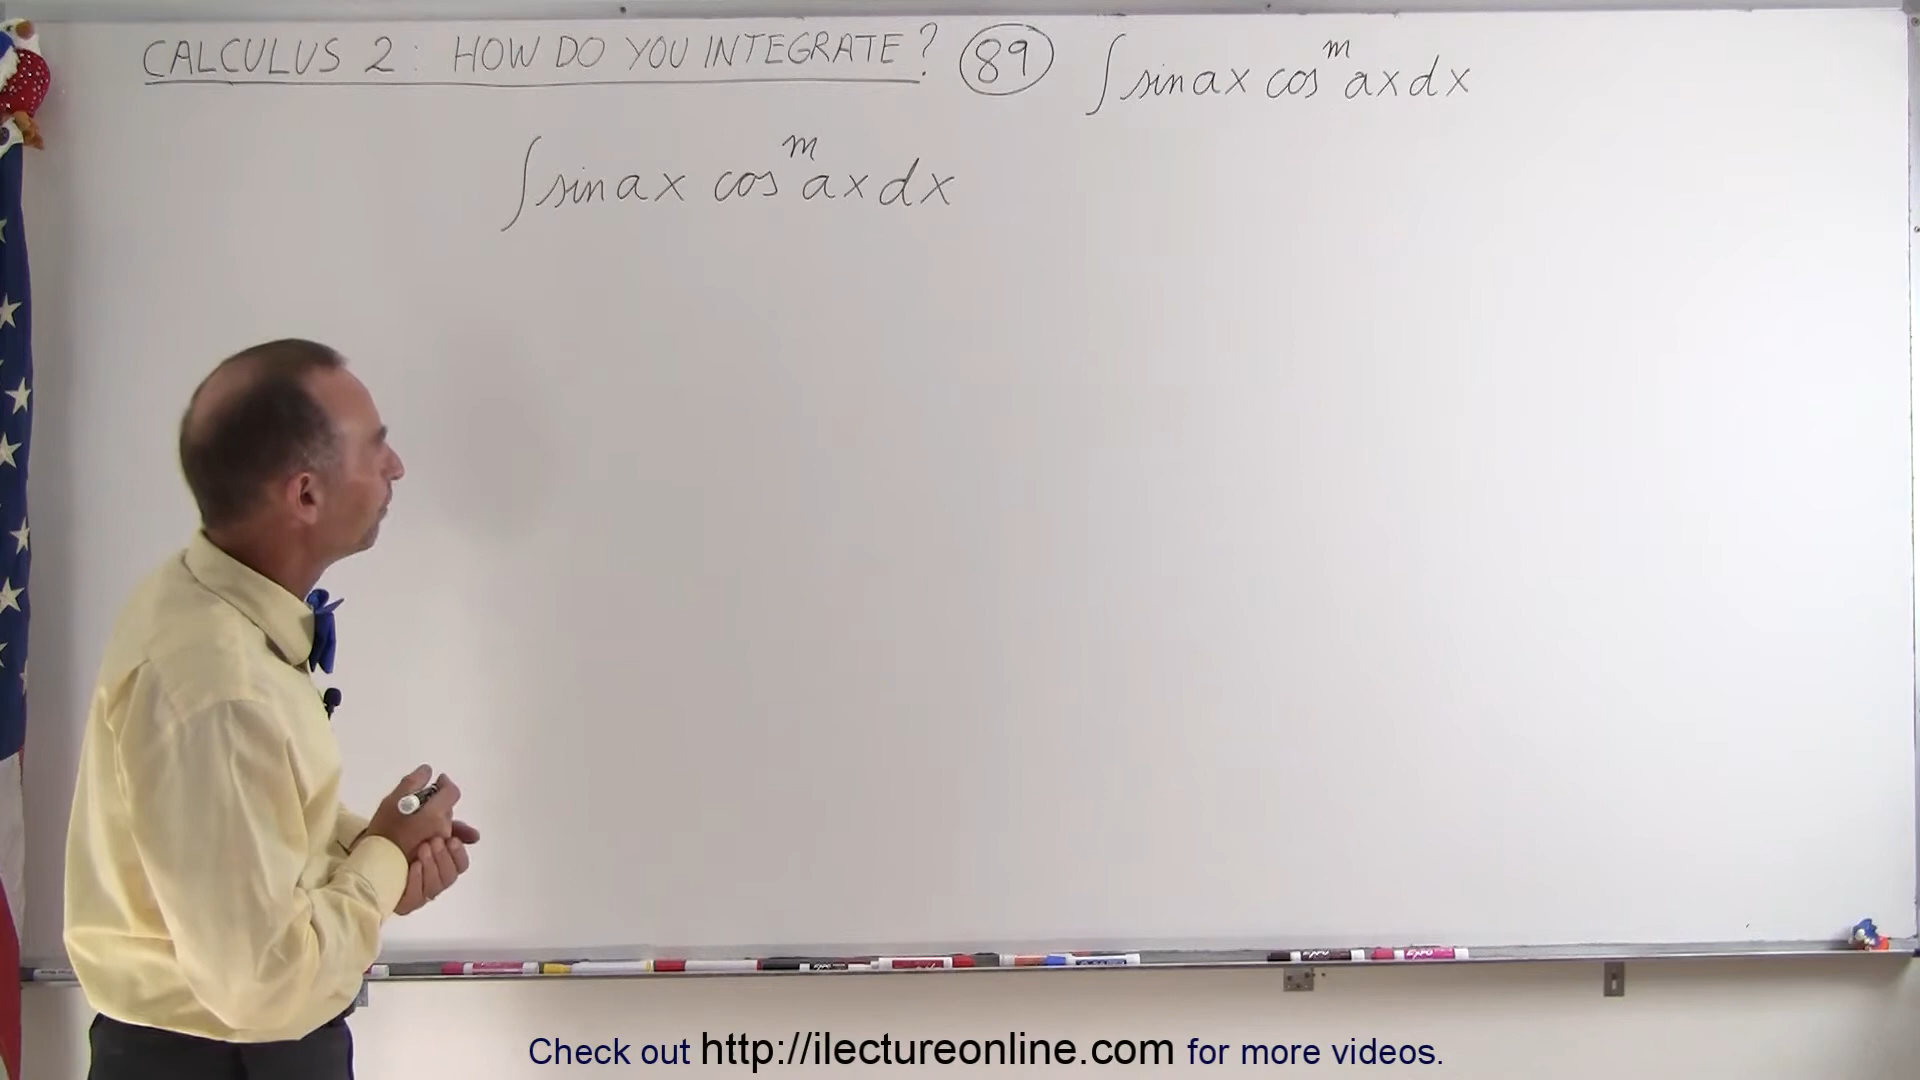 CALCULUS 2: HOW DO YOU INTEGRATE? 89 ∫sin ax cos^m ax dx
∫sin ax cos^m ax dx
Check out http://ilectureonline.com for more videos.